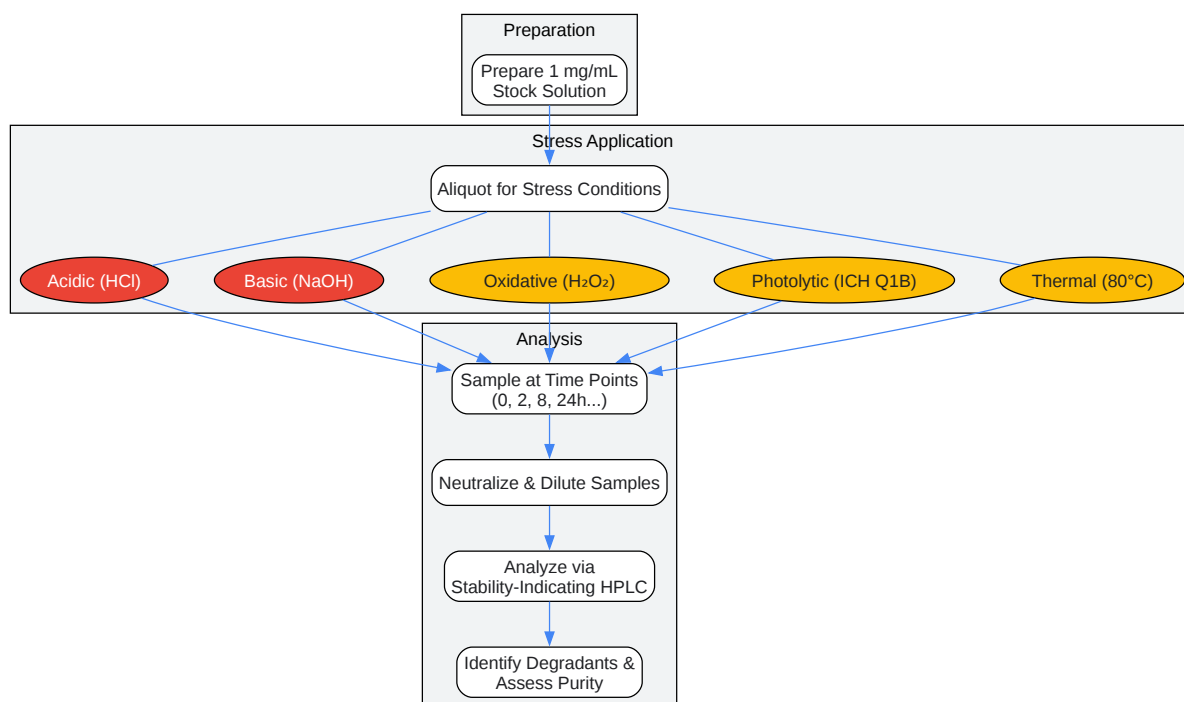 Preparation
Prepare 1 mg/mL
Stock Solution
Stress Application
Aliquot for Stress Conditions
Acidic (HCl)
Basic (NaOH)
Oxidative (H₂O₂)
Photolytic (ICH Q1B)
Thermal (80°C)
Analysis
Sample at Time Points
(0, 2, 8, 24h...)
Neutralize & Dilute Samples
Analyze via
Stability-Indicating HPLC
Identify Degradants &
Assess Purity